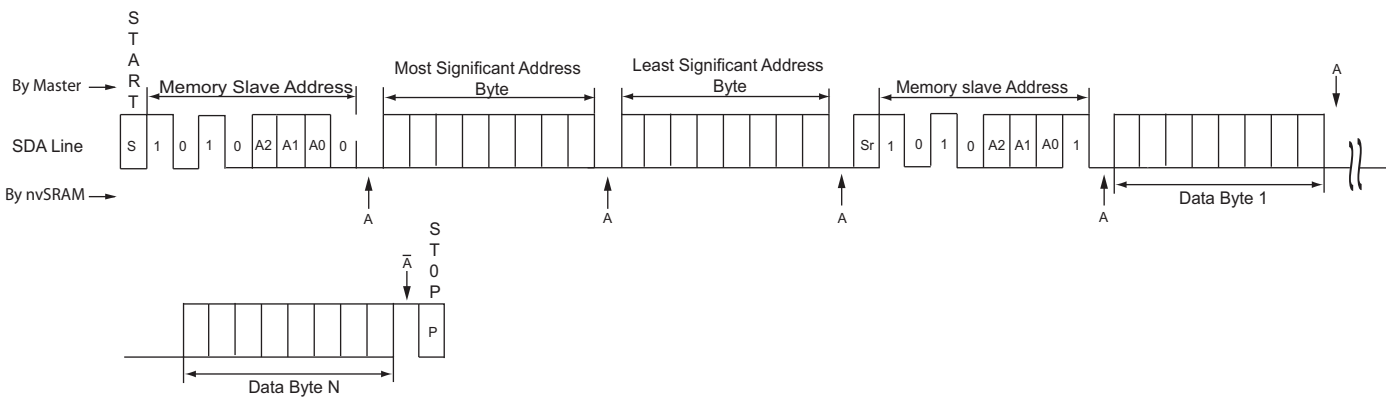 START
Most Significant Address Byte
Least Significant Address Byte
By Master
Memory Slave Address
Memory slave Address
A
SDA Line
S 1 0 1 0 A2 A1 A0 0 Sr 1 0 1 0 A2 A1 A0 1
By nvSRAM
A A A A
Data Byte 1
ST0P
A̅
P
Data Byte N